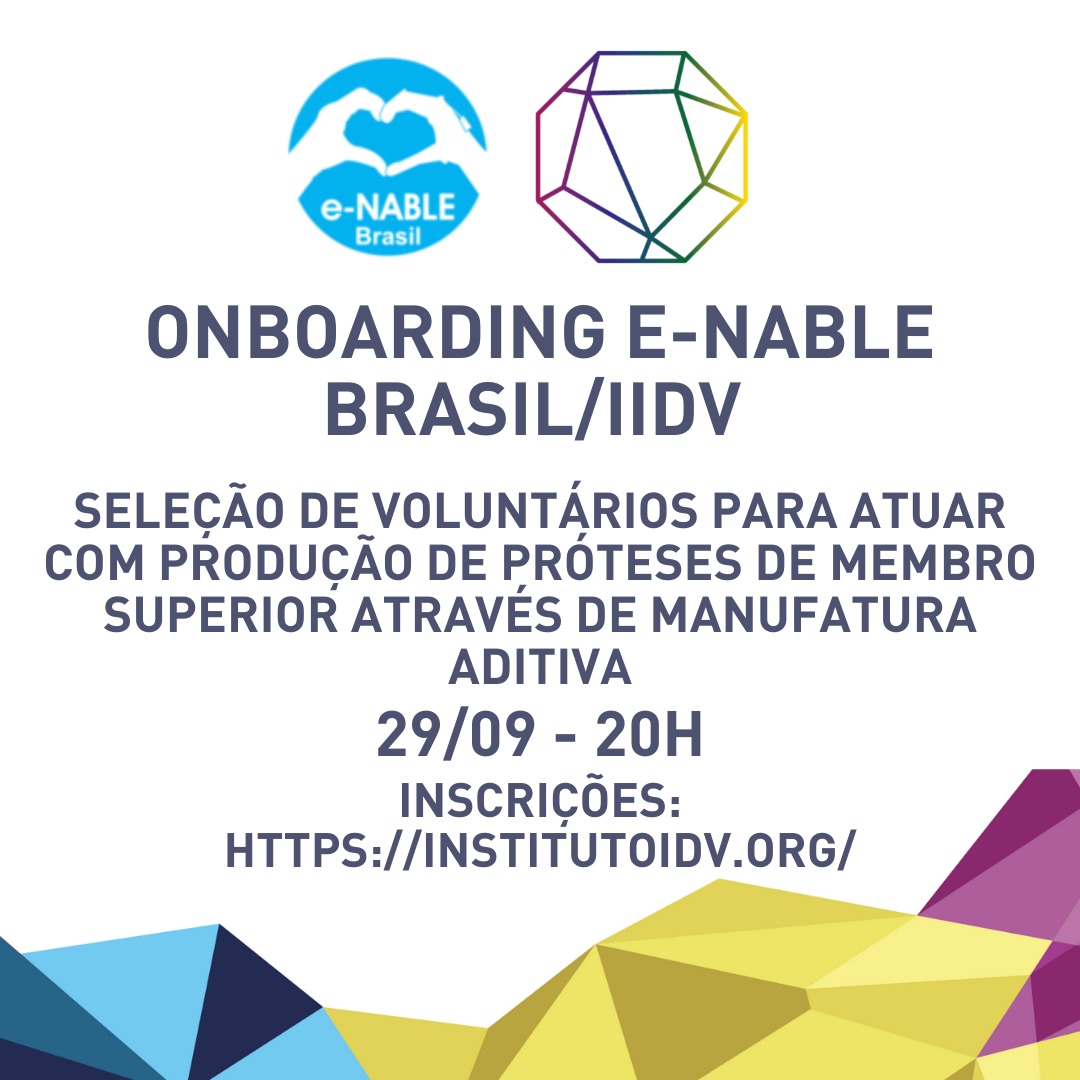 e-NABLE
Brasil
ONBOARDING E-NABLE
BRASIL/IIDV
SELEÇÃO DE VOLUNTÁRIOS PARA ATUAR
COM PRODUÇÃO DE PRÓTESES DE MEMBRO
SUPERIOR ATRAVÉS DE MANUFATURA
ADITIVA
29/09 - 20H
INSCRIÇÕES:
HTTPS://INSTITUTOIDV.ORG/